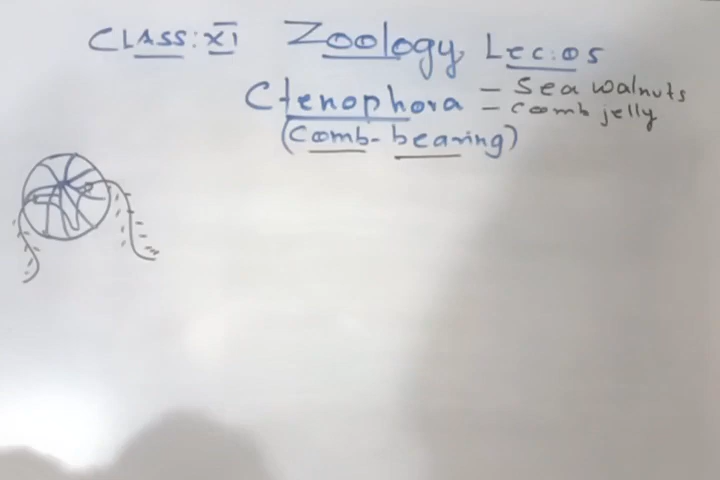 CLASS: XI Zoology Lec:05
Ctenophora - Sea walnuts
- comb jelly
(Comb-bearing)